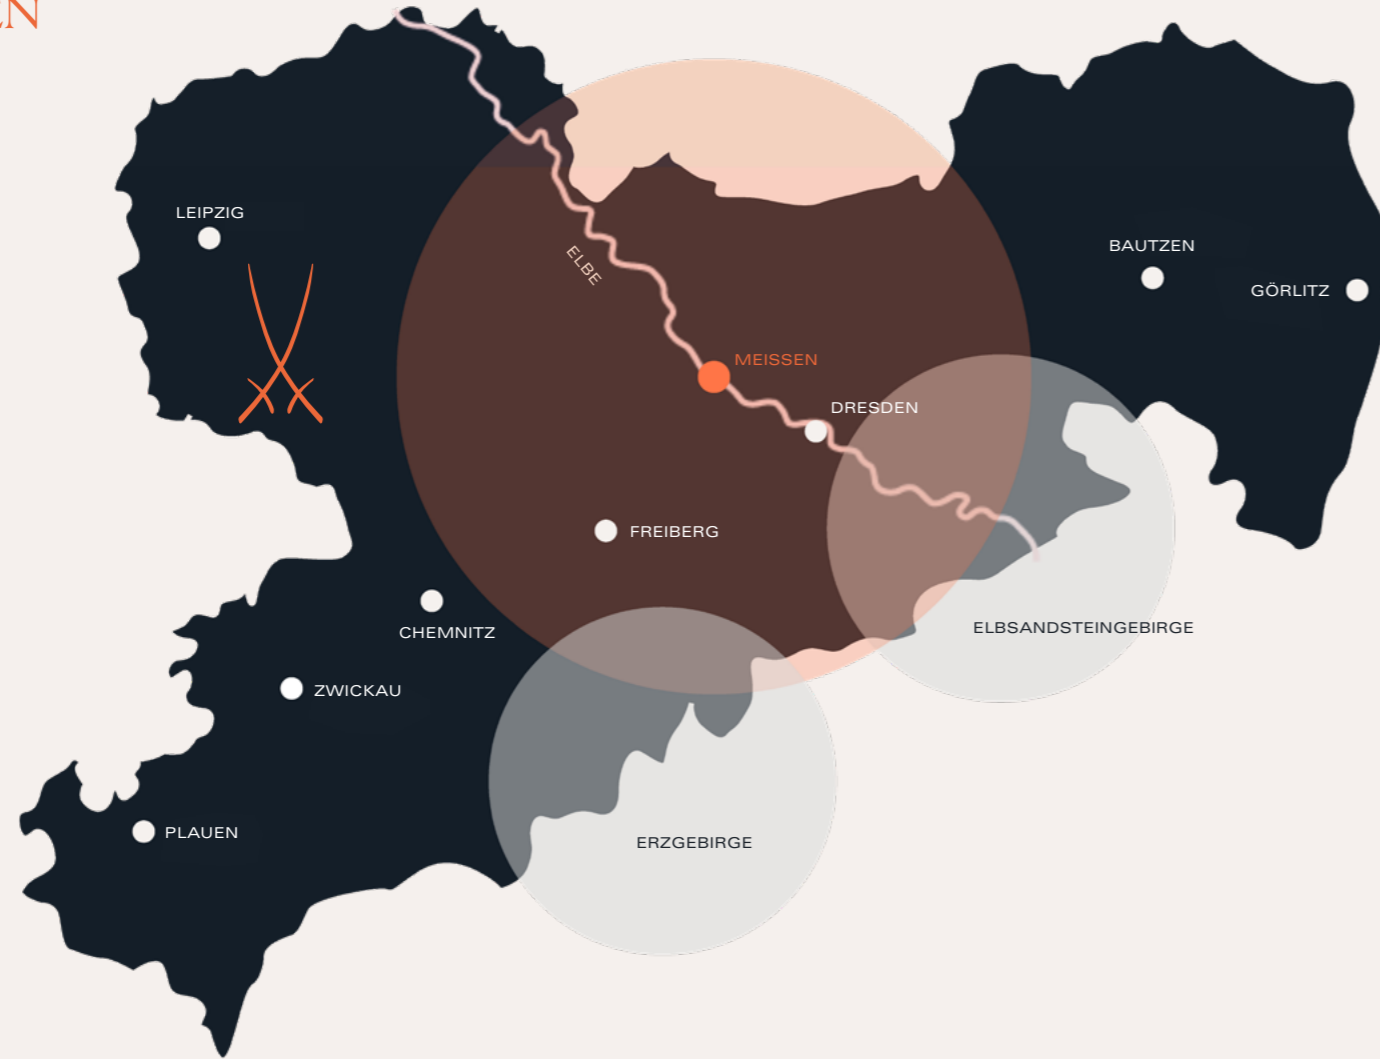 LEIPZIG
BAUTZEN
GÖRLITZ
ELBE
MEISSEN
DRESDEN
FREIBERG
CHEMNITZ
ELBSANDSTEINGEBIRGE
ZWICKAU
PLAUEN
ERZGEBIRGE